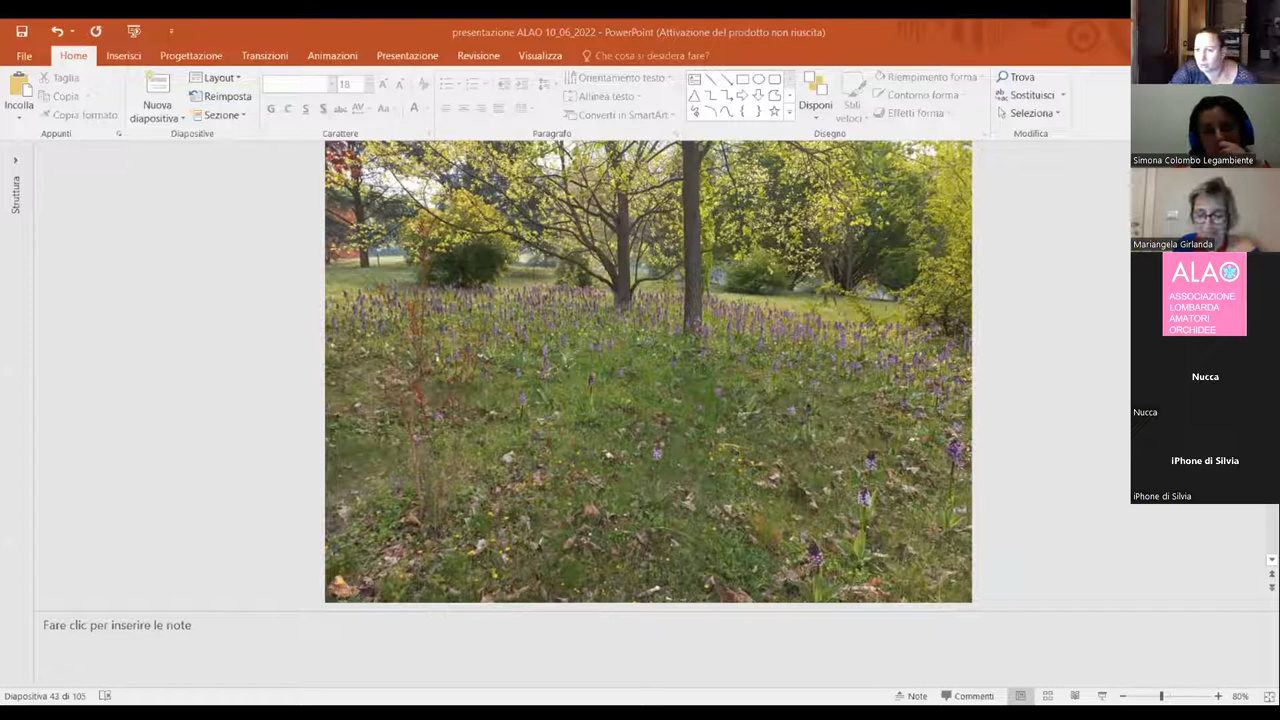 presentazione ALAO 10_06_2022 - PowerPoint (Attivazione del prodotto non riuscita)
File Home Inserisci Progettazione Transizioni Animazioni Presentazione Revisione Visualizza Che cosa si desidera fare?
Incolla
Taglia
Copia
Copia formato
Appunti
Nuova diapositiva
Layout
Reimposta
Sezione
Diapositive
18
G C S abc AV Aa A
Carattere
Orientamento testo
Allinea testo
Converti in SmartArt
Paragrafo
Disponi
Stili veloci
Riempimento forma
Contorno forma
Effetti forma
Disegno
Trova
Sostituisci
Seleziona
Modifica
Struttura
Simona Colombo Legambiente
Mariangela Girlanda
ALAO
ASSOCIAZIONE
LOMBARDA
AMATORI
ORCHIDEE
Nucca
Nucca
iPhone di Silvia
iPhone di Silvia
Fare clic per inserire le note
Diapositiva 43 di 105
Note Commenti 80%